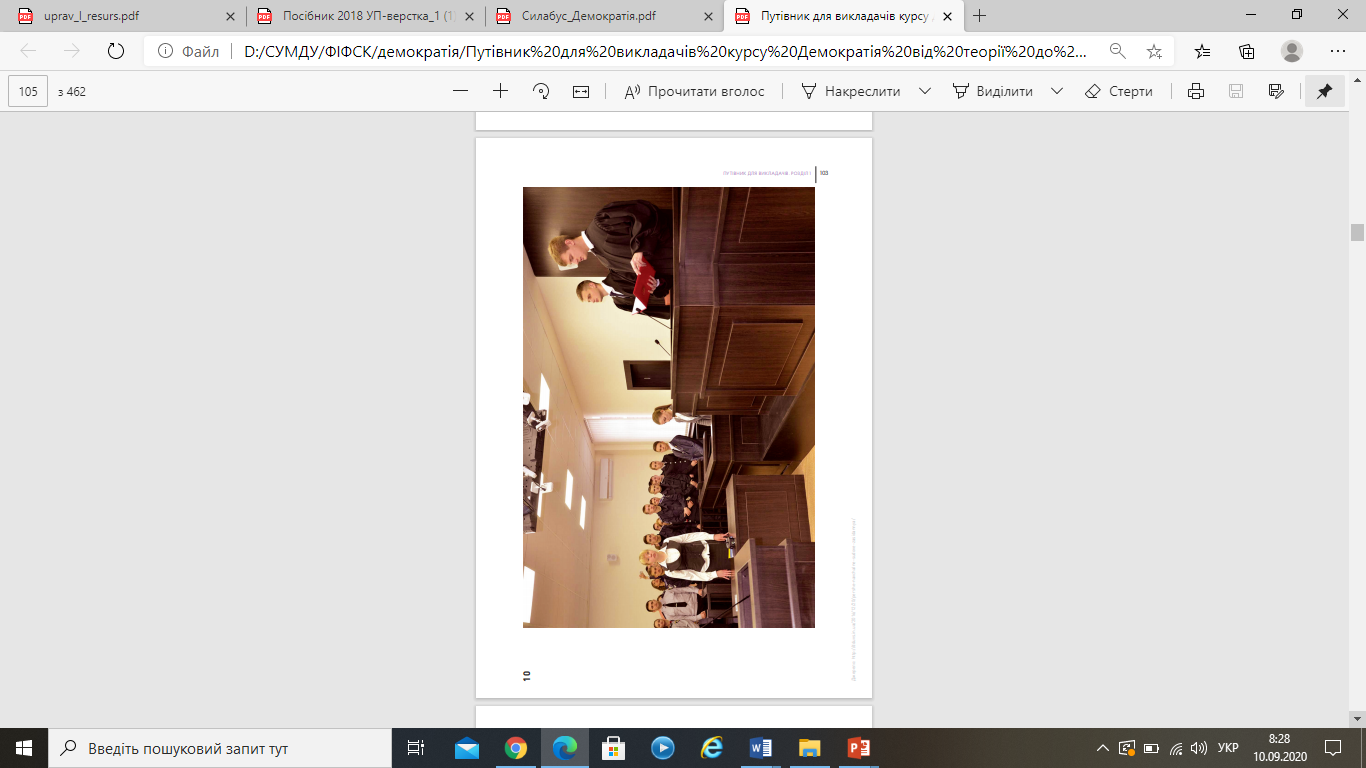 uprav_l_resurs.pdf
Посібник 2018 УП-верстка_1 (1)
Силабус_Демократія.pdf
Путівник для викладачів курсу
Файл
D:/СУМДУ/ФІФСК/демократія/Путівник%20для%20викладачів%20курсу%20Демократія%20від%20теорії%20до%2...
105
з 462
Прочитати вголос
Накреслити
Виділити
Стерти
ПУТІВНИК ДЛЯ ВИКЛАДАЧІВ. РОЗДІЛ 1
103
10
Введіть пошуковий запит тут
УКР
8:28
10.09.2020